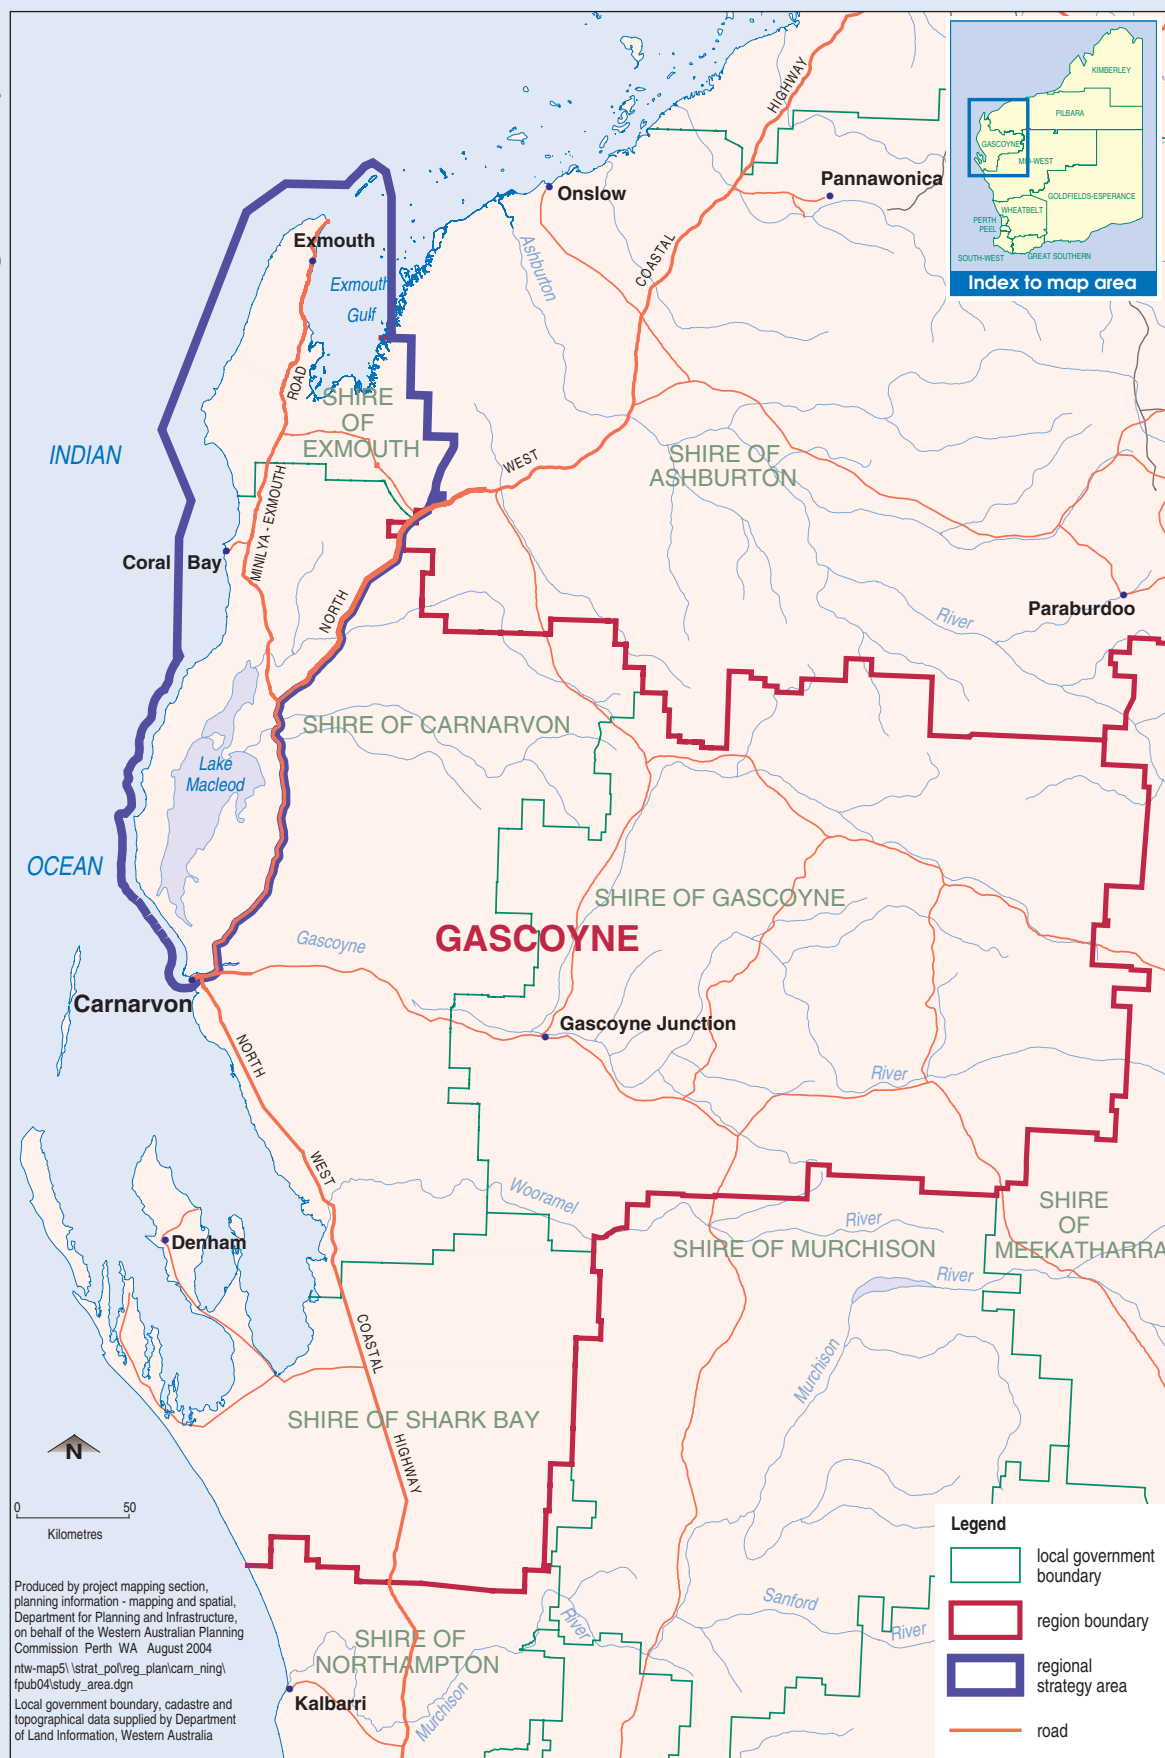 HIGHWAY
COASTAL
WEST
NORTH
Onslow
Pannawonica
Exmouth
Exmouth
Gulf
Ashburton
ROAD
MINILYA - EXMOUTH
SHIRE
OF
EXMOUTH
INDIAN
SHIRE OF
ASHBURTON
Coral Bay
River
Paraburdoo
SHIRE OF CARNARVON
Lake
Macleod
OCEAN
SHIRE OF GASCOYNE
GASCOYNE
Gascoyne
Carnarvon
Gascoyne Junction
NORTH
River
WEST
Wooramel
SHIRE
OF
MEEKATHARRA
River
SHIRE OF MURCHISON
Denham
River
COASTAL
Murchison
SHIRE OF SHARK BAY
HIGHWAY
N
0 50
Kilometres
Sanford
River
River
SHIRE OF
NORTHAMPTON
Kalbarri
Murchison
Produced by project mapping section,
planning information - mapping and spatial,
Department for Planning and Infrastructure,
on behalf of the Western Australian Planning
Commission Perth WA August 2004
ntw-map5\ \strat_pol\reg_plan\carn_ning\
fpub04\study_area.dgn
Local government boundary, cadastre and
topographical data supplied by Department
of Land Information, Western Australia
KIMBERLEY
PILBARA
GASCOYNE
MID-WEST
GOLDFIELDS-ESPERANCE
WHEATBELT
PERTH
PEEL
SOUTH-WEST
GREAT SOUTHERN
Index to map area
Legend
local government
boundary
region boundary
regional
strategy area
road